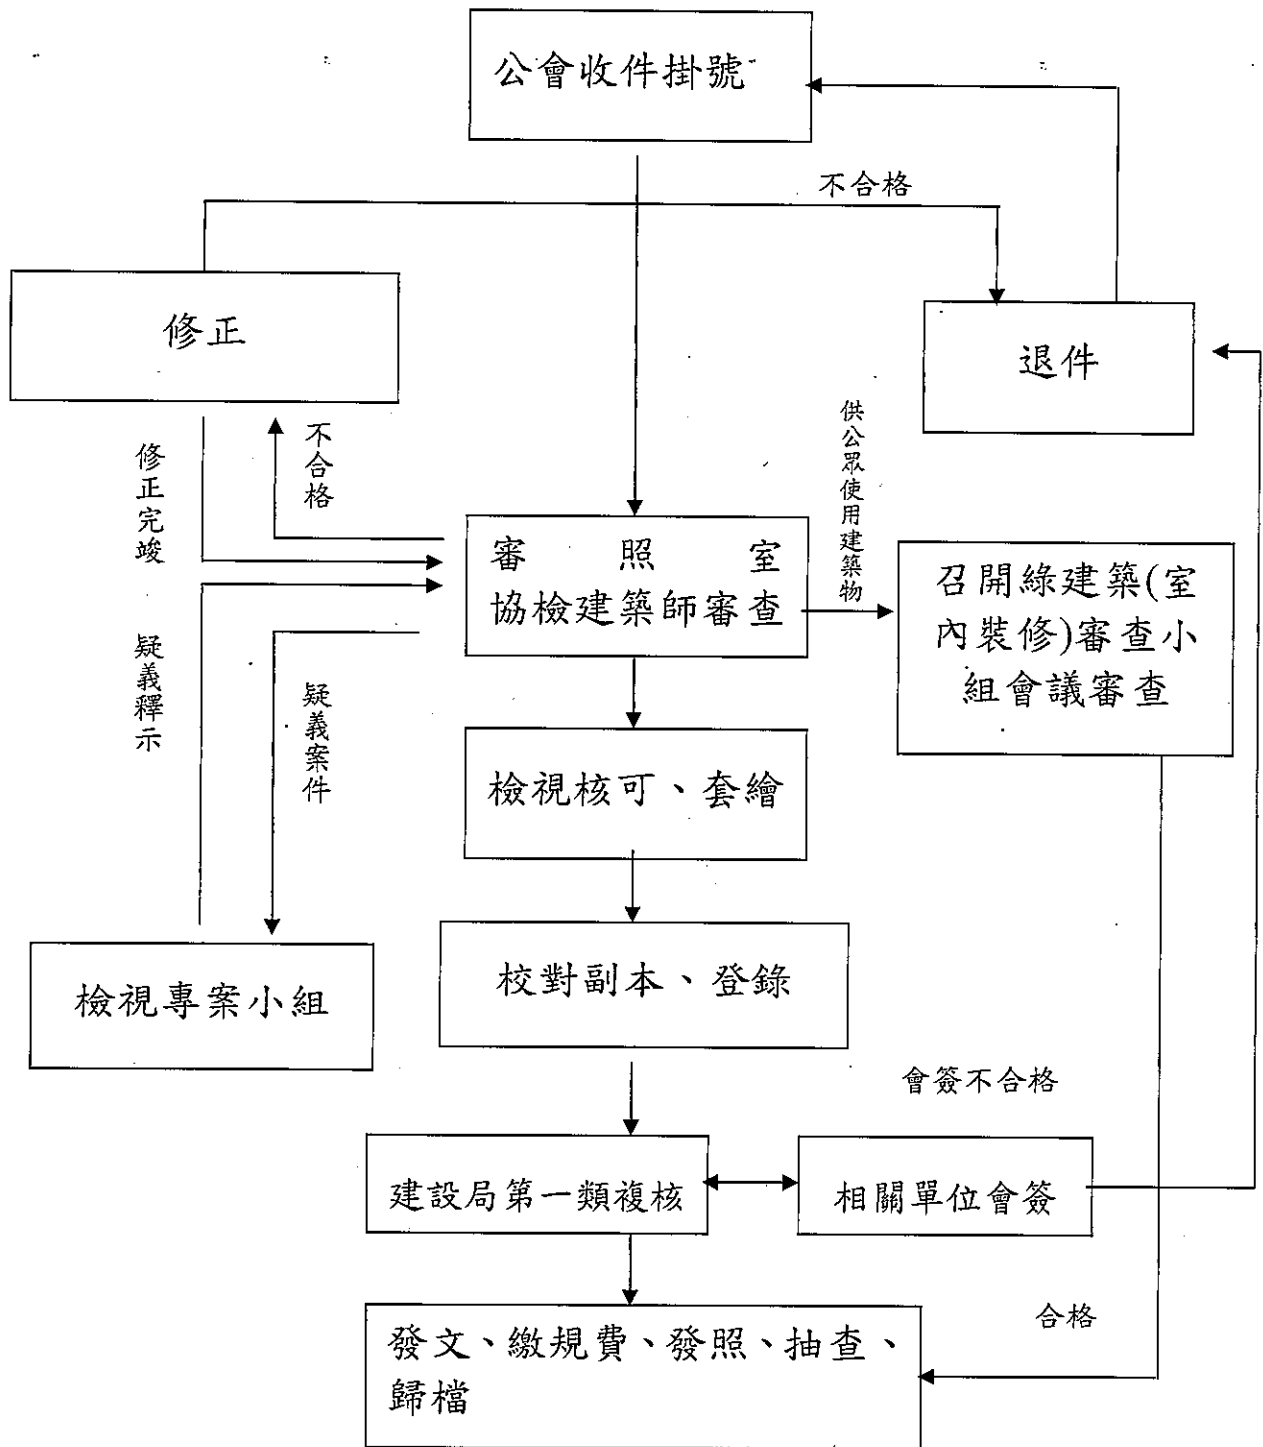 公會收件掛號
不合格
修正
退件
修正完竣
不合格
供公眾使用建築物
審照室
協檢建築師審查
召開綠建築(室
內裝修)審查小
組會議審查
疑義釋示
疑義案件
檢視核可、套繪
檢視專案小組
校對副本、登錄
會簽不合格
建設局第一類複核
相關單位會簽
合格
發文、繳規費、發照、抽查、
歸檔